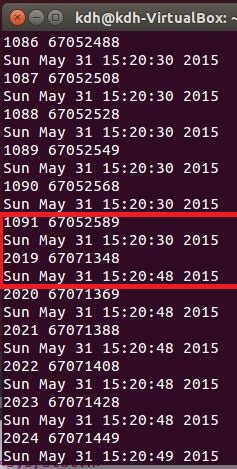 kdh@kdh-VirtualBox: ~
1086 67052488
Sun May 31 15:20:30 2015
1087 67052508
Sun May 31 15:20:30 2015
1088 67052528
Sun May 31 15:20:30 2015
1089 67052549
Sun May 31 15:20:30 2015
1090 67052568
Sun May 31 15:20:30 2015
1091 67052589
Sun May 31 15:20:30 2015
2019 67071348
Sun May 31 15:20:48 2015
2020 67071369
Sun May 31 15:20:48 2015
2021 67071388
Sun May 31 15:20:48 2015
2022 67071408
Sun May 31 15:20:48 2015
2023 67071428
Sun May 31 15:20:48 2015
2024 67071449
Sun May 31 15:20:49 2015